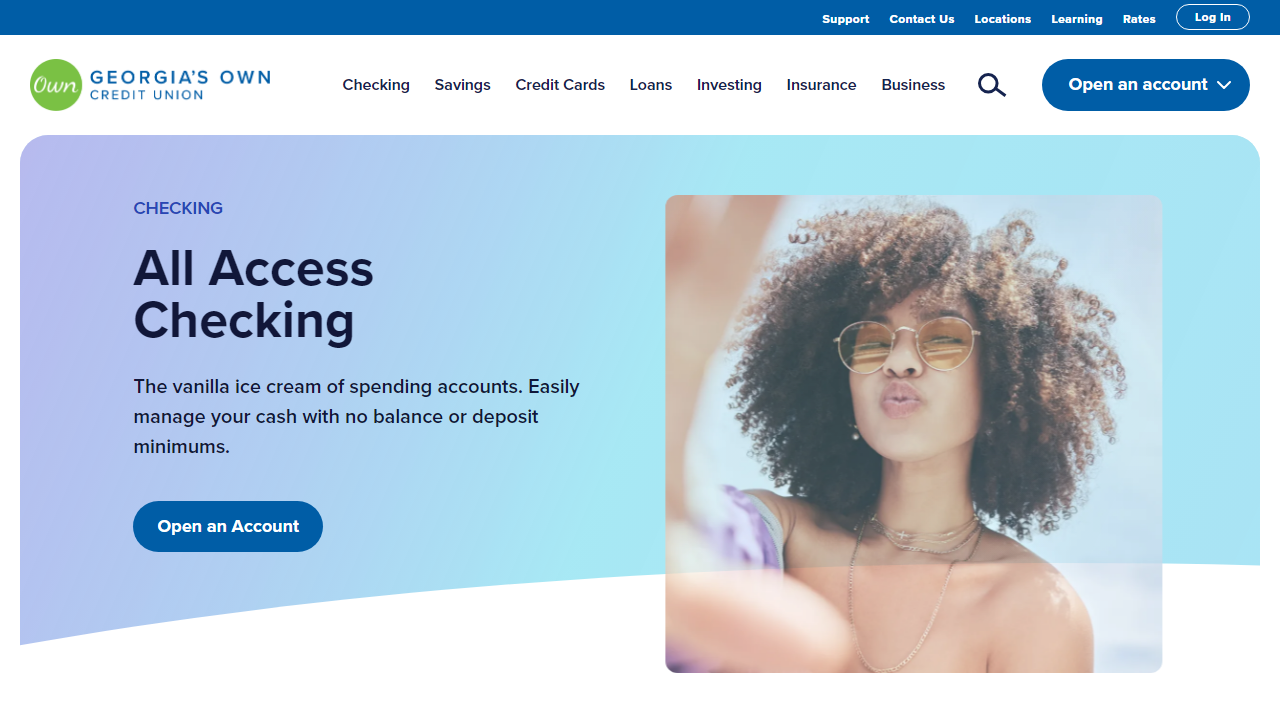 Support Contact Us Locations Learning Rates Log In
Own GEORGIA'S OWN
CREDIT UNION
Checking Savings Credit Cards Loans Investing Insurance Business Open an account
CHECKING
All Access
Checking
The vanilla ice cream of spending accounts. Easily
manage your cash with no balance or deposit
minimums.
Open an Account